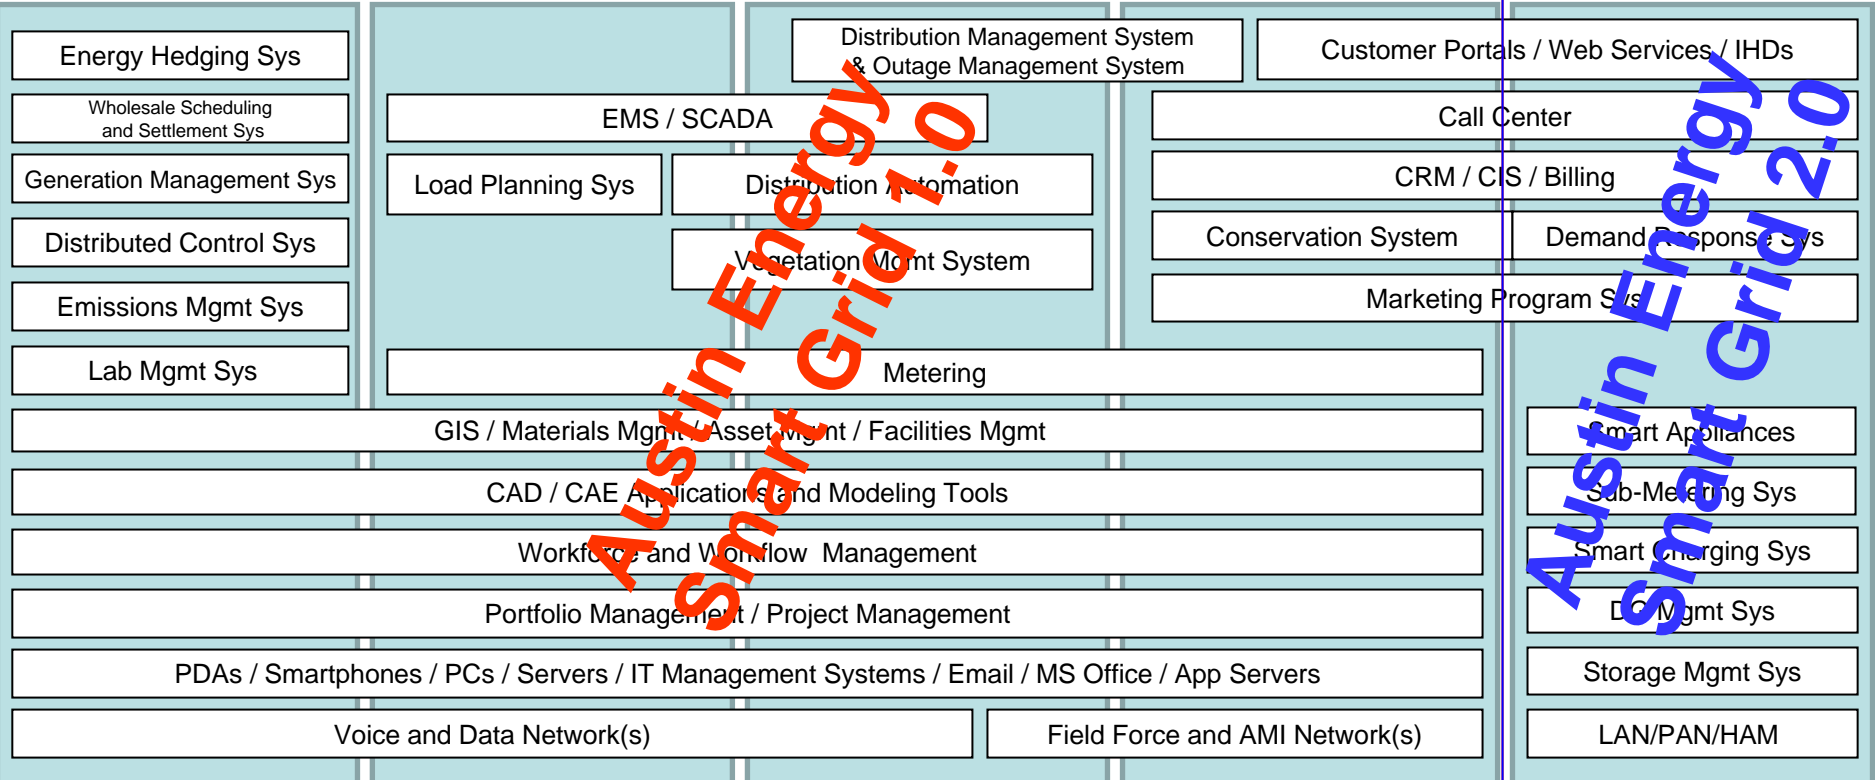 Energy Hedging Sys
Wholesale Scheduling
and Settlement Sys
Generation Management Sys
Distributed Control Sys
Emissions Mgmt Sys
Lab Mgmt Sys
Distribution Management System
& Outage Management System
Customer Portals / Web Services / IHDs
EMS / SCADA
Call Center
Load Planning Sys
Distribution Automation
CRM / CIS / Billing
Vegetation Mgmt System
Conservation System
Demand Response Sys
Marketing Program Sys
Metering
GIS / Materials Mgmt / Asset Mgmt / Facilities Mgmt
CAD / CAE Applications and Modeling Tools
Workforce and Workflow Management
Portfolio Management / Project Management
PDAs / Smartphones / PCs / Servers / IT Management Systems / Email / MS Office / App Servers
Voice and Data Network(s)
Field Force and AMI Network(s)
Smart Appliances
Sub-Metering Sys
Smart Charging Sys
DG Mgmt Sys
Storage Mgmt Sys
LAN/PAN/HAM
Austin Energy
Smart Grid 1.0
Austin Energy
Smart Grid 2.0